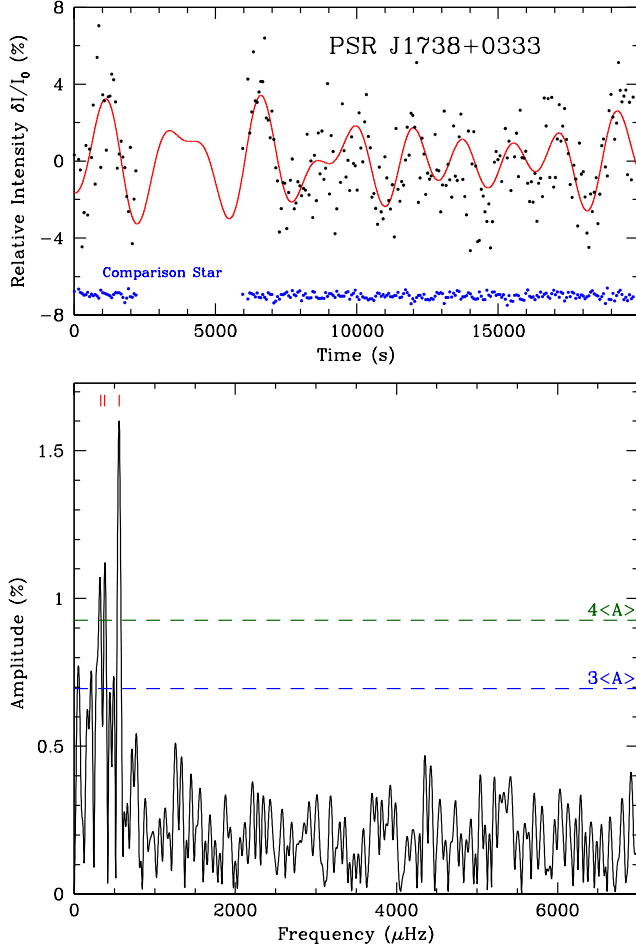 8
4
0
−4
−8
Relative Intensity δI/I₀ (%)
PSR J1738+0333
Comparison Star
0
5000
10000
15000
Time (s)
1.5
1
0.5
0
Amplitude (%)
4<A>
3<A>
0
2000
4000
6000
Frequency (μHz)